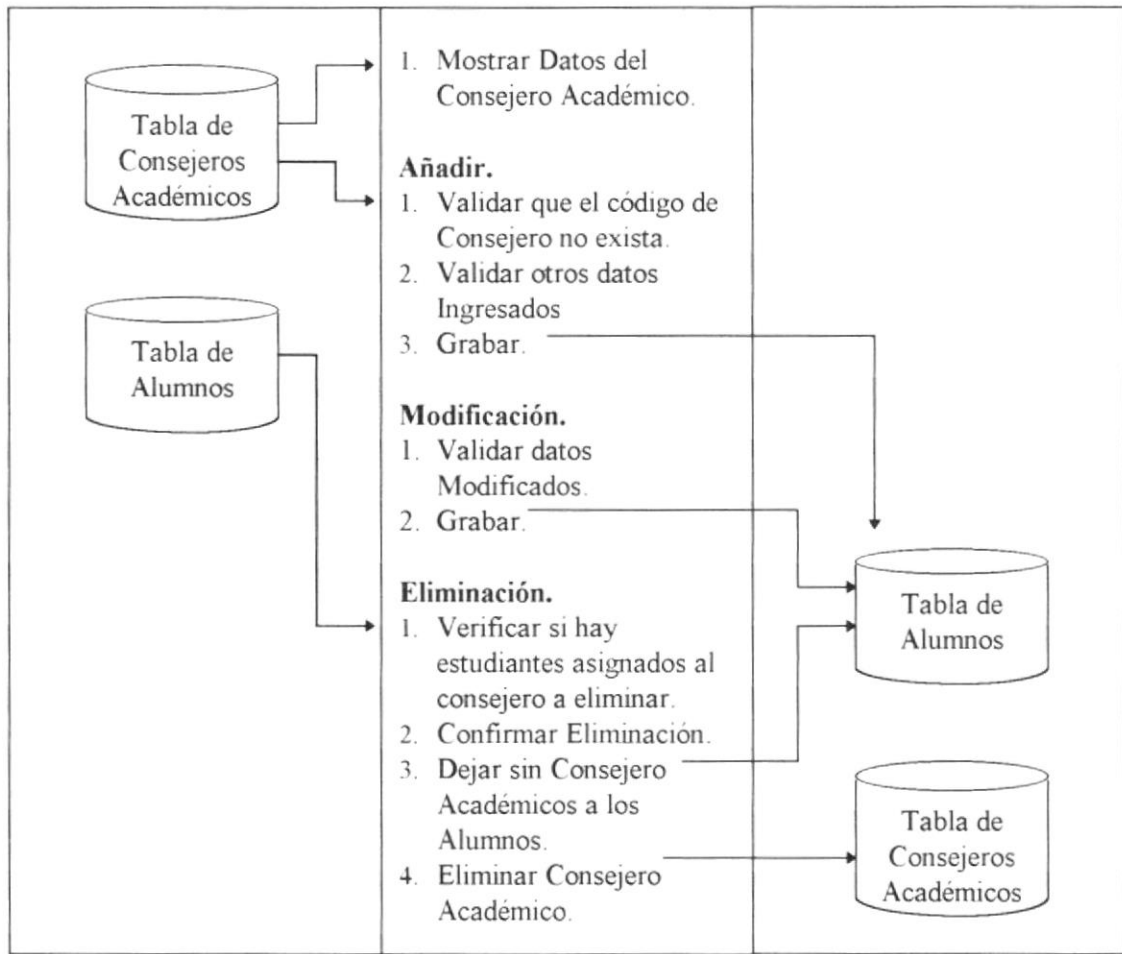 Tabla de
Consejeros
Académicos
Tabla de
Alumnos
1. Mostrar Datos del
Consejero Académico.
Añadir.
1. Validar que el código de
Consejero no exista.
2. Validar otros datos
Ingresados
3. Grabar.
Modificación.
1. Validar datos
Modificados.
2. Grabar.
Eliminación.
1. Verificar si hay
estudiantes asignados al
consejero a eliminar.
2. Confirmar Eliminación.
3. Dejar sin Consejero
Académicos a los
Alumnos.
4. Eliminar Consejero
Académico.
Tabla de
Alumnos
Tabla de
Consejeros
Académicos